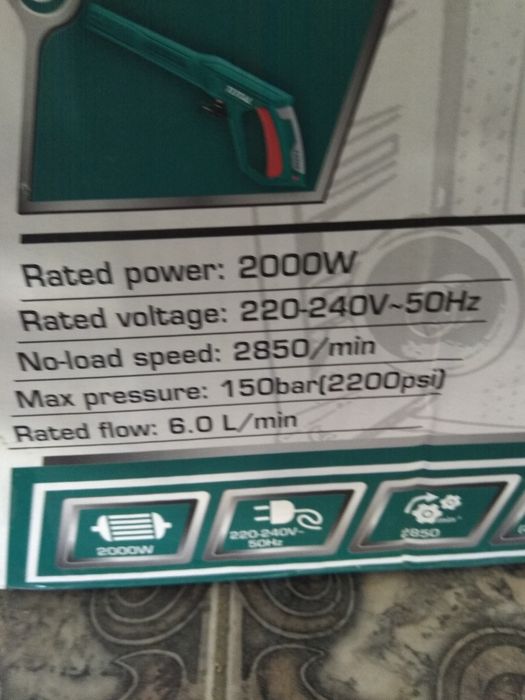 TOTAL
Rated power: 2000W
Rated voltage: 220-240V~50Hz
No-load speed: 2850/min
Max pressure: 150bar(2200psi)
Rated flow: 6.0 L/min
2000W
220-240V~
50Hz
2850